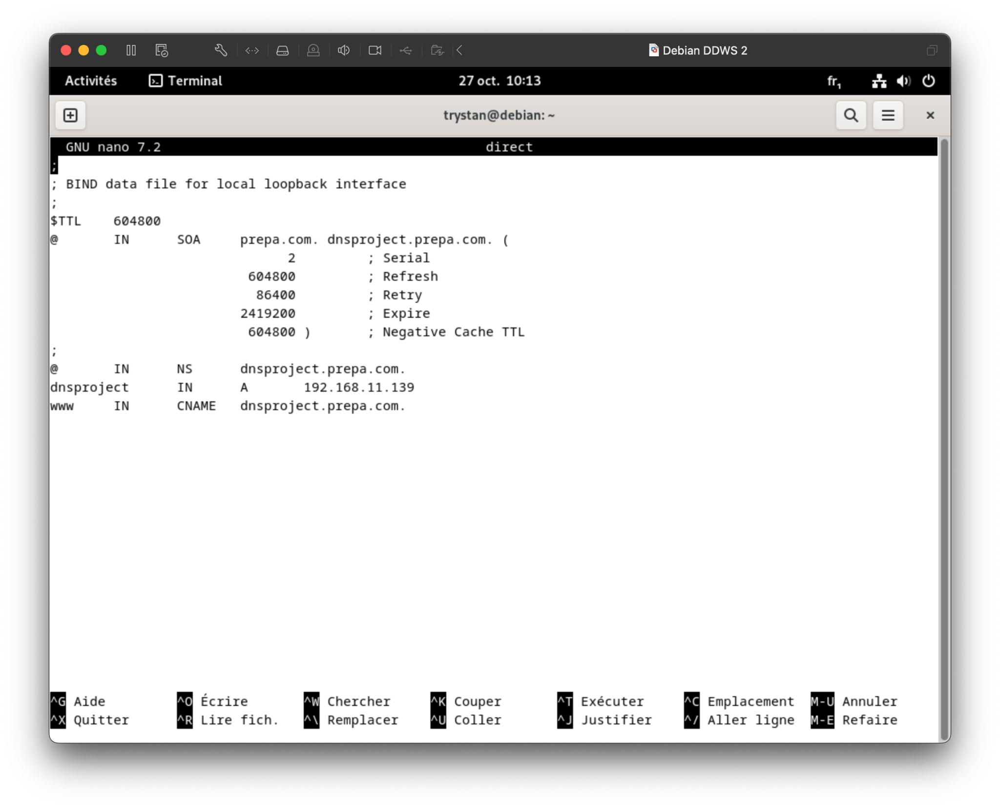 Debian DDWS 2
Activités Terminal 27 oct. 10:13 fr₁
trystan@debian: ~
GNU nano 7.2 direct
;
; BIND data file for local loopback interface
;
$TTL 604800
@ IN SOA prepa.com. dnsproject.prepa.com. (
2 ; Serial
604800 ; Refresh
86400 ; Retry
2419200 ; Expire
604800 ) ; Negative Cache TTL
;
@ IN NS dnsproject.prepa.com.
dnsproject IN A 192.168.11.139
www IN CNAME dnsproject.prepa.com.
^G Aide ^O Écrire ^W Chercher ^K Couper ^T Exécuter ^C Emplacement M-U Annuler
^X Quitter ^R Lire fich. ^\ Remplacer ^U Coller ^J Justifier ^/ Aller ligne M-E Refaire